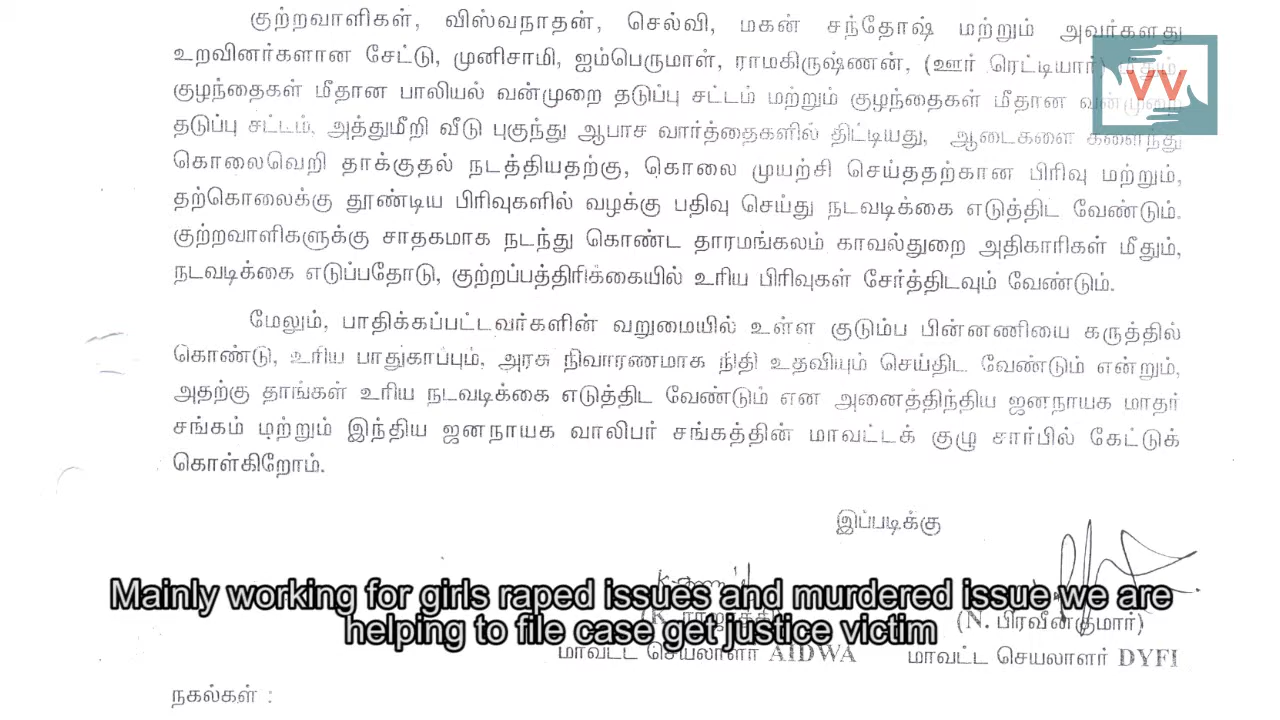 குற்றவாளிகள், விஸ்வநாதன், செல்வி, மகன் சந்தோஷ் மற்றும் அவர்களது
உறவினர்களான சேட்டு, முனிசாமி, ஐம்பெருமாள், ராமகிருஷ்ணன், (ஊர் ரெட்டியார்) மீதும்,
குழந்தைகள் மீதான பாலியல் வன்முறை தடுப்பு சட்டம் மற்றும் குழந்தைகள் மீதான வன்முறை
தடுப்பு சட்டம், அத்துமீறி வீடு புகுந்து ஆபாச வார்த்தைகளில் திட்டியது, ஆடைகளை களைந்து
கொலைவெறி தாக்குதல் நடத்தியதற்கு, கொலை முயற்சி செய்ததற்கான பிரிவு மற்றும்,
தற்கொலைக்கு தூண்டிய பிரிவுகளில் வழக்கு பதிவு செய்து நடவடிக்கை எடுத்திட வேண்டும்.
குற்றவாளிகளுக்கு சாதகமாக நடந்து கொண்ட தாரமங்கலம் காவல்துறை அதிகாரிகள் மீதும்,
நடவடிக்கை எடுப்பதோடு, குற்றப்பத்திரிக்கையில் உரிய பிரிவுகள் சேர்த்திடவும் வேண்டும்.
மேலும், பாதிக்கப்பட்டவர்களின் வறுமையில் உள்ள குடும்ப பின்னணியை கருத்தில்
கொண்டு, உரிய பாதுகாப்பும், அரசு நிவாரணமாக நிதி உதவியும் செய்திட வேண்டும் என்றும்,
அதற்கு தாங்கள் உரிய நடவடிக்கை எடுத்திட வேண்டும் என அனைத்திந்திய ஜனநாயக மாதர்
சங்கம் மற்றும் இந்திய ஜனநாயக வாலிபர் சங்கத்தின் மாவட்டக் குழு சார்பில் கேட்டுக்
கொள்கிறோம்.
இப்படிக்கு
Mainly working for girls raped issues and murdered issue we are
helping to file case get justice victim
(N. பிரவீன்குமார்)
மாவட்ட செயலாளர் AIDWA மாவட்ட செயலாளர் DYFI
நகல்கள் :
VV